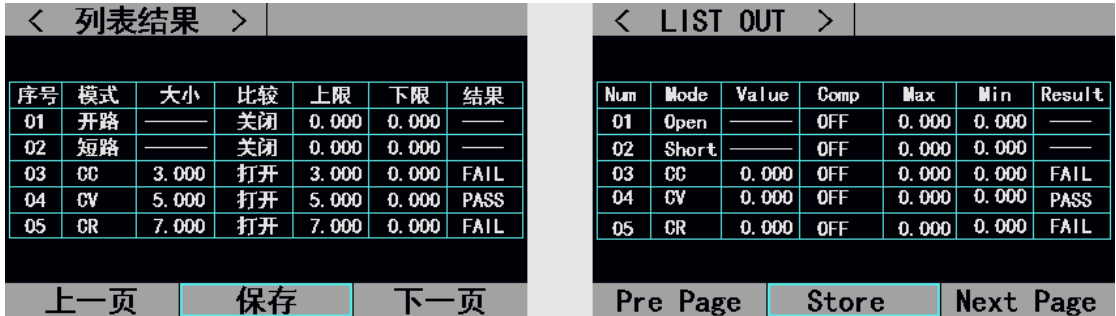 < 列表结果 >
序号 模式 大小 比较 上限 下限 结果
01 开路 —— 关闭 0.000 0.000 ——
02 短路 —— 关闭 0.000 0.000 ——
03 CC 3.000 打开 3.000 0.000 FAIL
04 CV 5.000 打开 5.000 0.000 PASS
05 CR 7.000 打开 7.000 0.000 FAIL
上一页 保存 下一页
< LIST OUT >
Num Mode Value Comp Max Min Result
01 Open —— OFF 0.000 0.000 ——
02 Short —— OFF 0.000 0.000 ——
03 CC 0.000 OFF 0.000 0.000 FAIL
04 CV 0.000 OFF 0.000 0.000 PASS
05 CR 0.000 OFF 0.000 0.000 FAIL
Pre Page Store Next Page